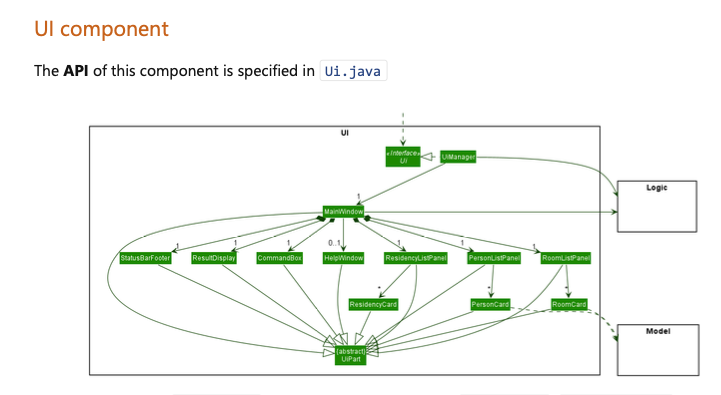 UI component
The API of this component is specified in Ui.java
UI
«Interface»
UI
UiManager
Logic
1
MainWindow
1
1
1
0..1
1
1
1
StatusBarFooter
ResultDisplay
CommandBox
HelpWindow
ResidencyListPanel
PersonListPanel
RoomListPanel
*
*
*
ResidencyCard
PersonCard
RoomCard
Model
{abstract}
UiPart